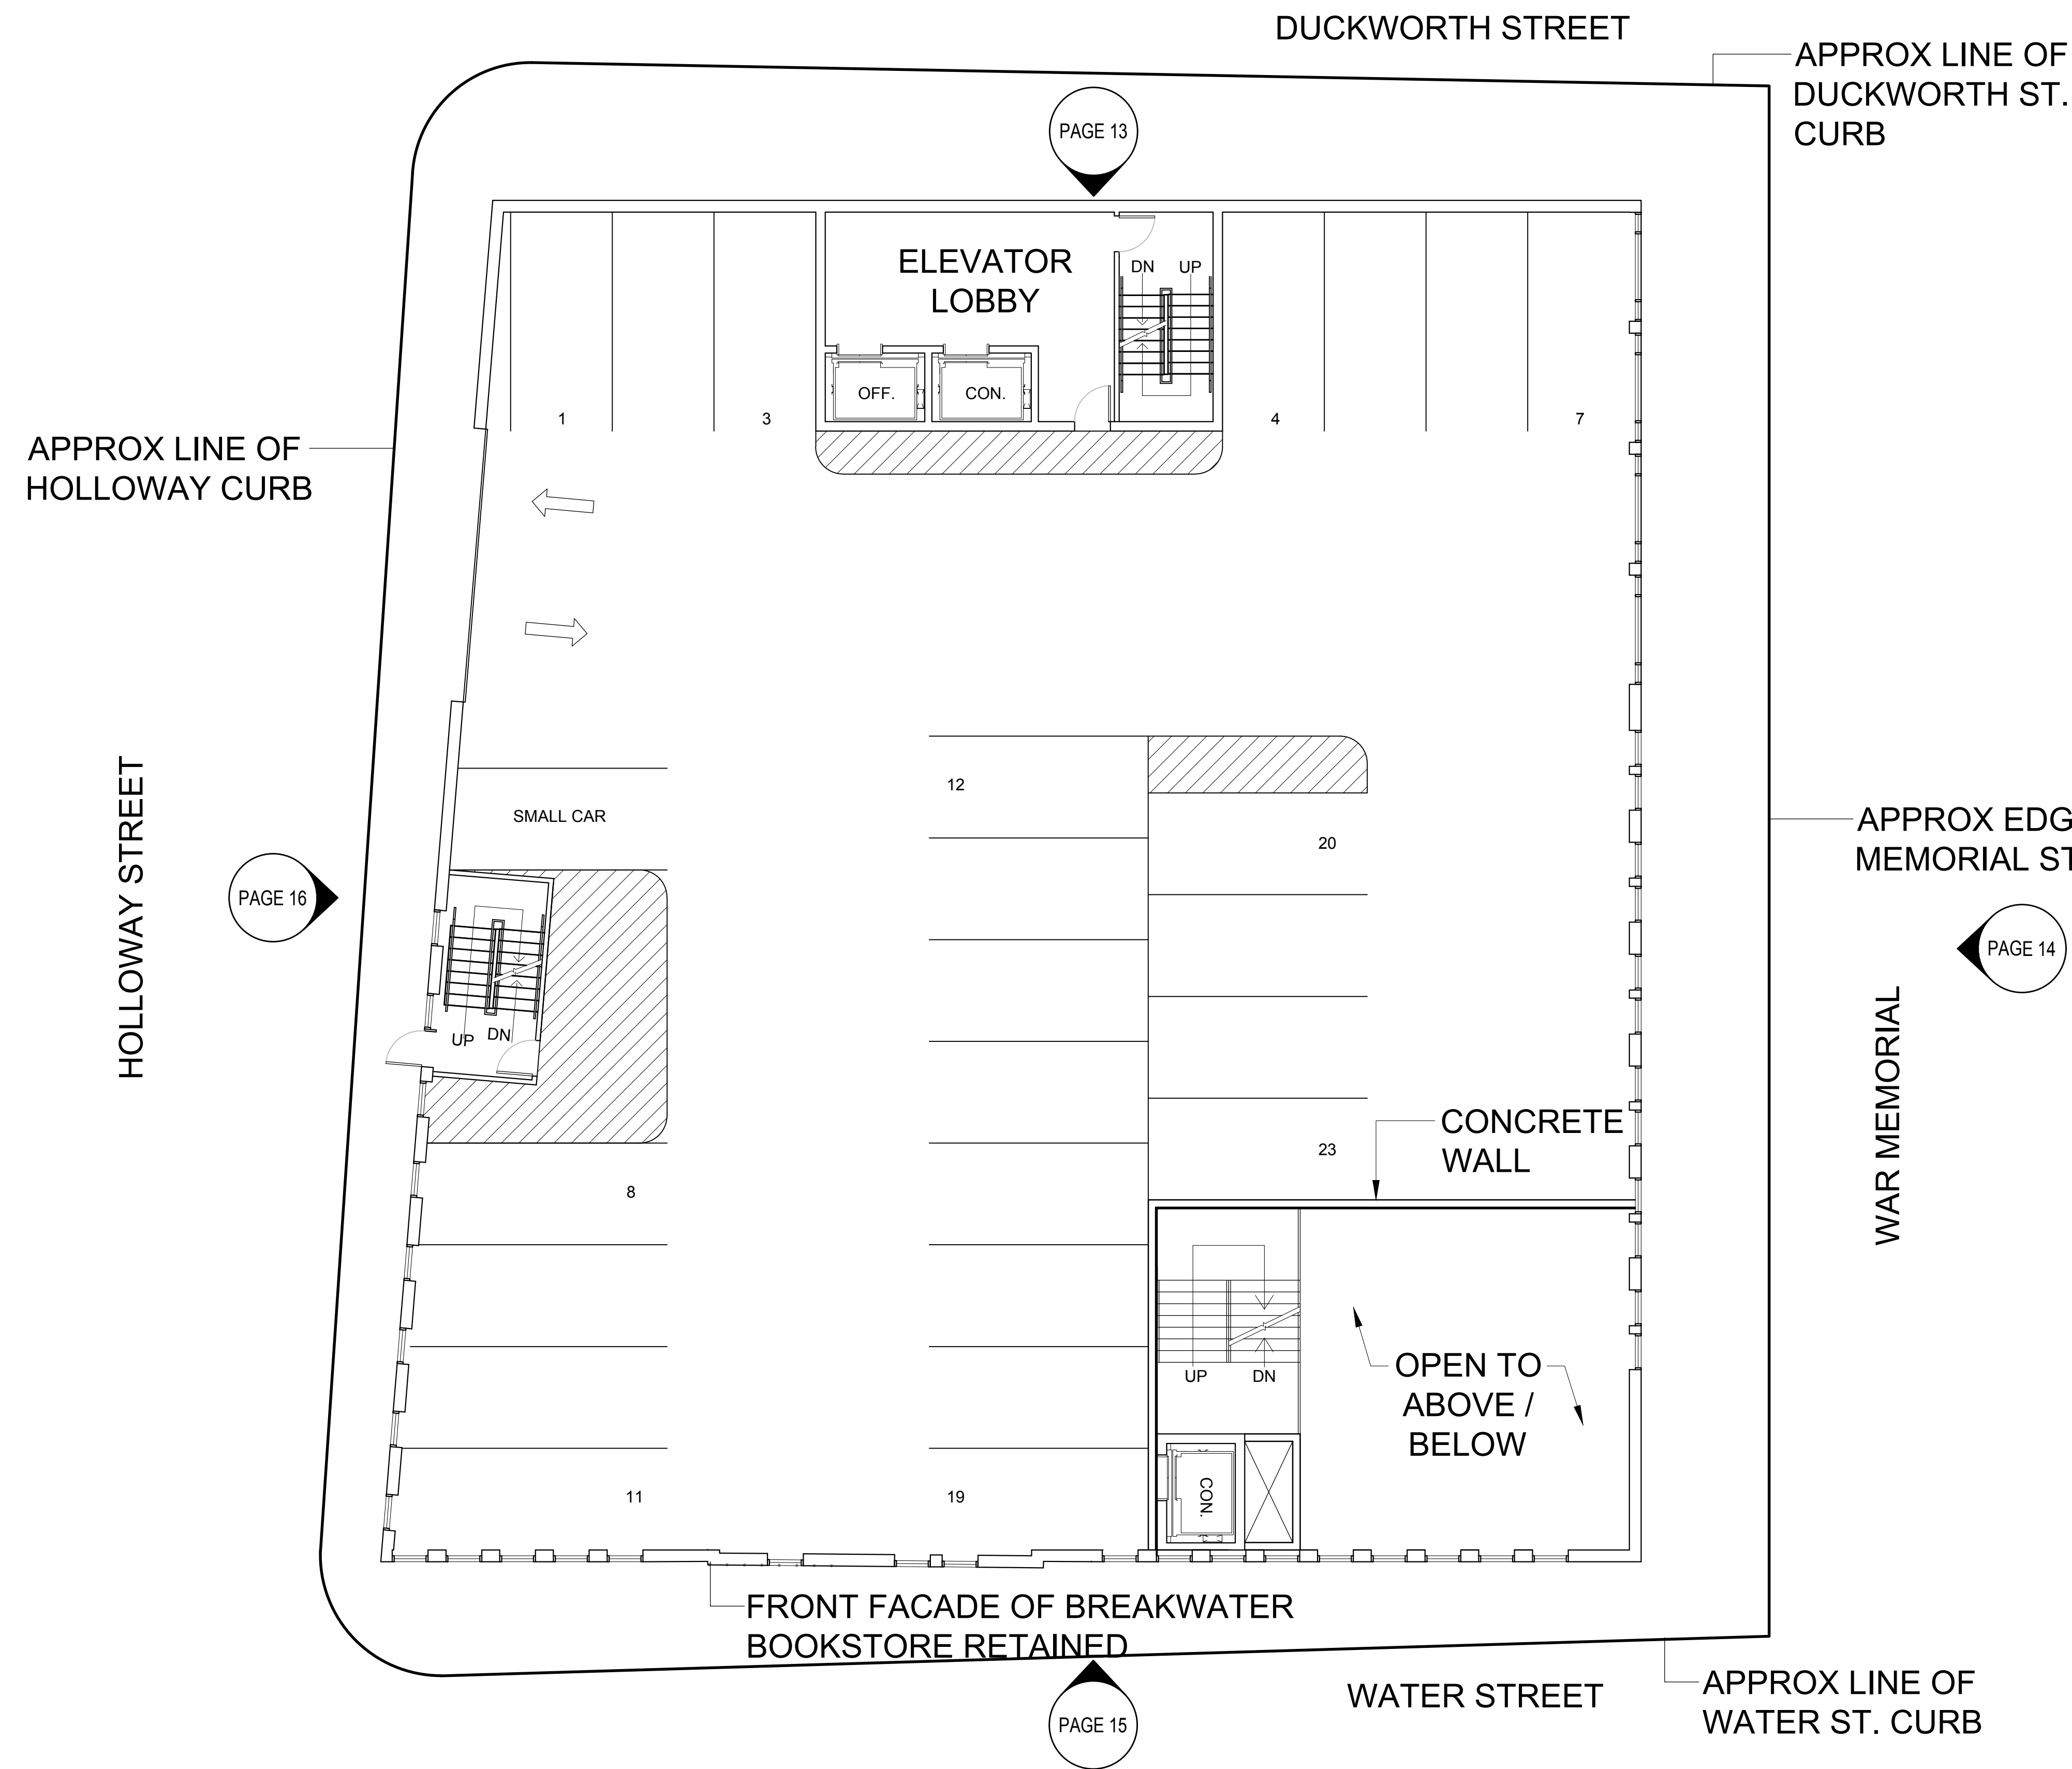 DUCKWORTH STREET
APPROX LINE OF
DUCKWORTH ST.
CURB
PAGE 13
ELEVATOR
LOBBY
DN
UP
OFF.
CON.
1
3
4
7
APPROX LINE OF
HOLLOWAY CURB
HOLLOWAY STREET
PAGE 16
SMALL CAR
12
20
APPROX EDG
MEMORIAL ST
PAGE 14
WAR MEMORIAL
UP
DN
CONCRETE
WALL
23
8
UP
DN
OPEN TO
ABOVE /
BELOW
CON.
11
19
FRONT FACADE OF BREAKWATER
BOOKSTORE RETAINED
WATER STREET
APPROX LINE OF
WATER ST. CURB
PAGE 15